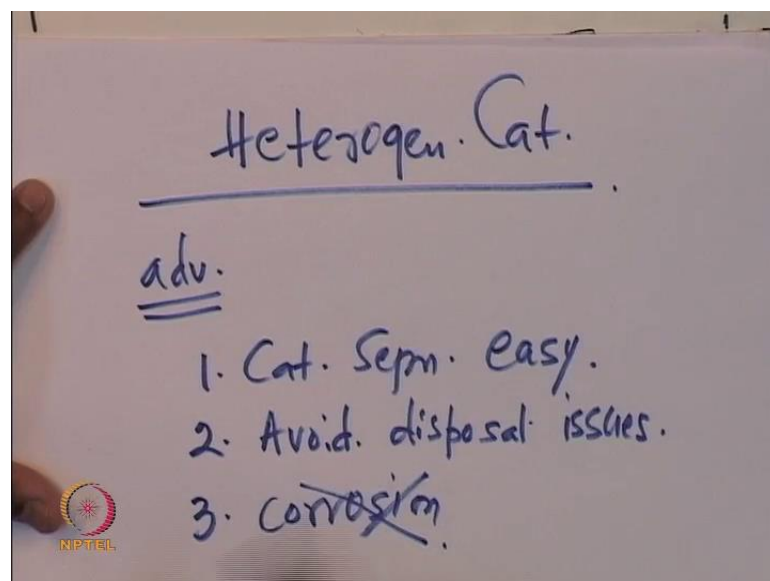 Heterogen. Cat.
adv.
1. Cat. Sepn. easy.
2. Avoid. disposal issues.
3. corrosion
NPTEL